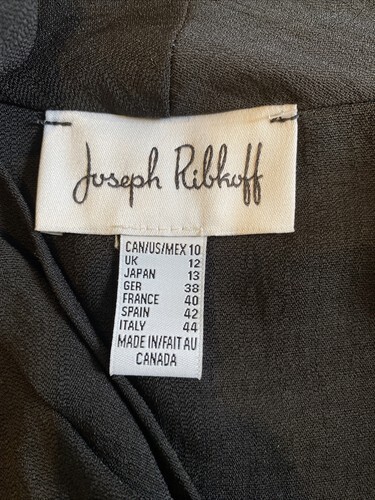 Joseph Ribkoff
CAN/US/MEX 10
UK 12
JAPAN 13
GER 38
FRANCE 40
SPAIN 42
ITALY 44
MADE IN/FAIT AU
CANADA